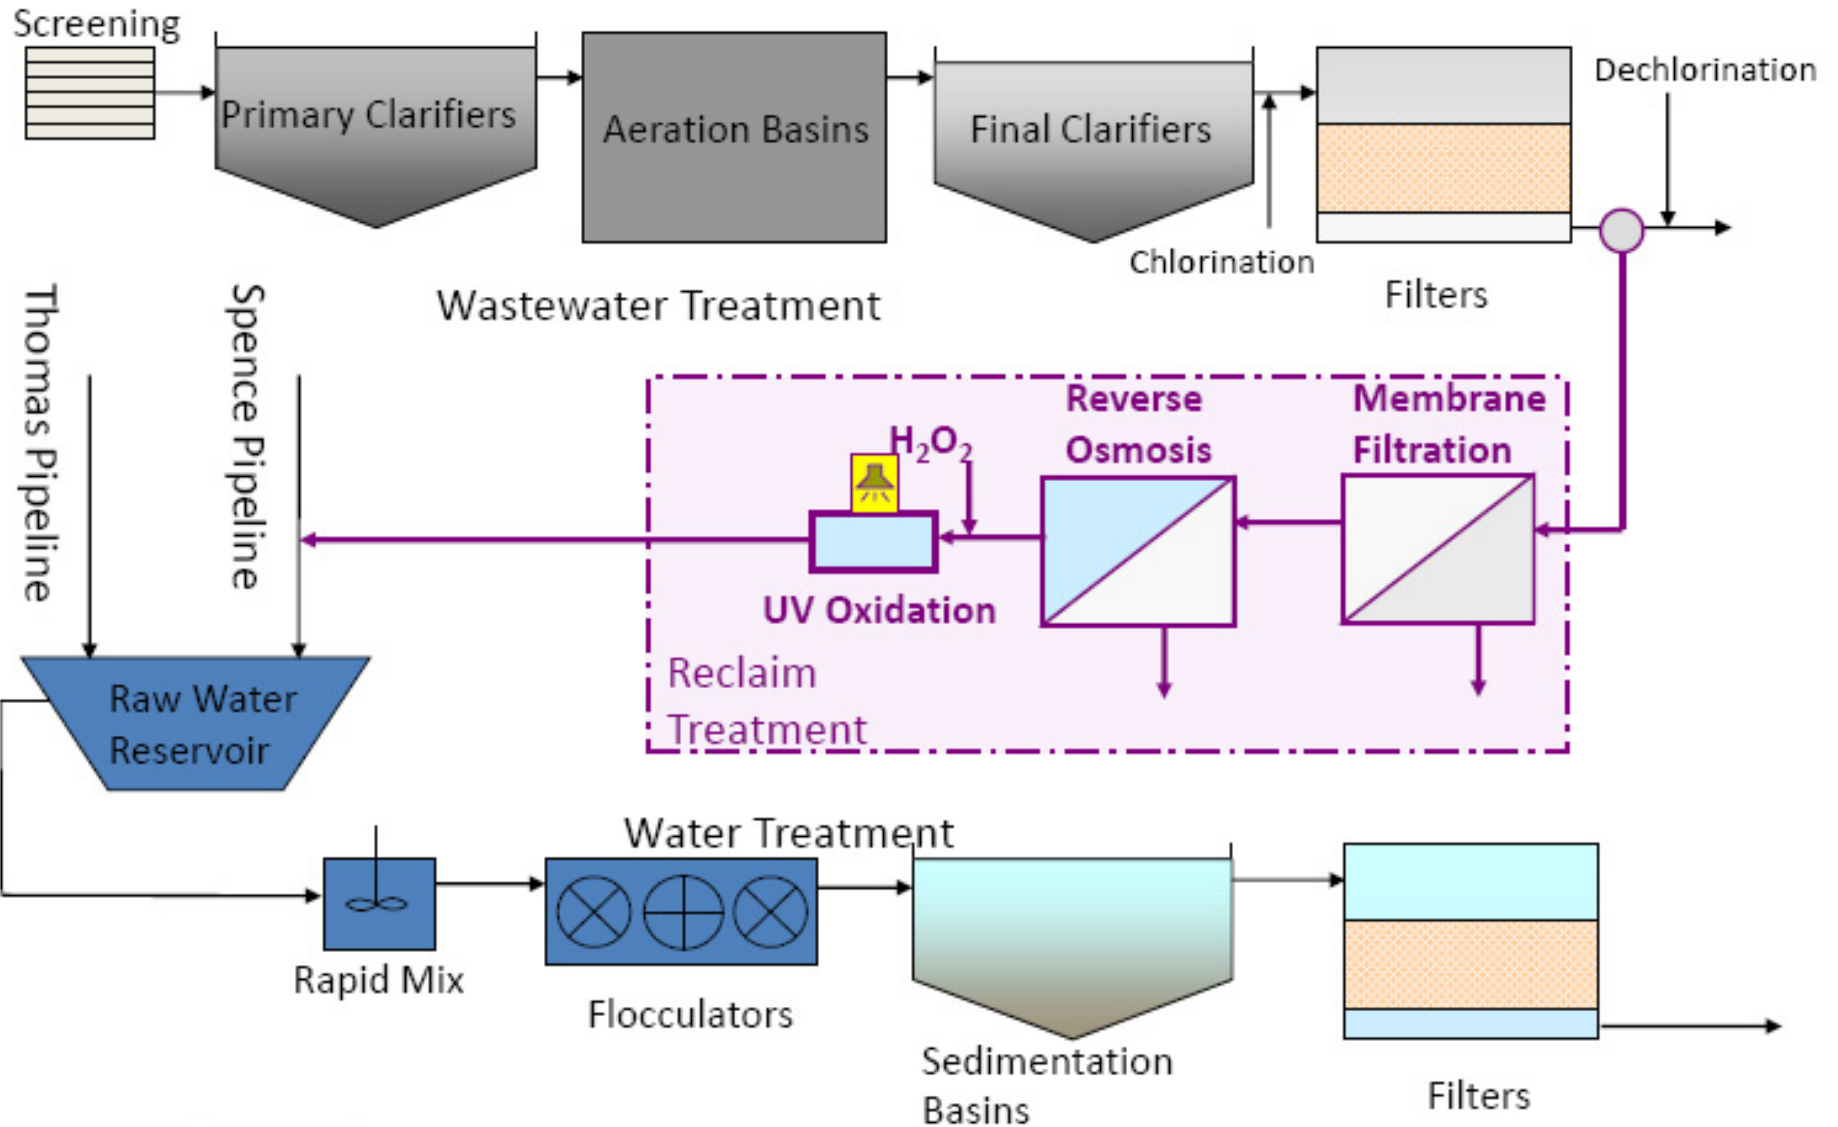 Screening
Primary Clarifiers
Aeration Basins
Final Clarifiers
Dechlorination
Chlorination
Filters
Wastewater Treatment
Thomas Pipeline
Spence Pipeline
Reverse
Osmosis
Membrane
Filtration
H₂O₂
UV Oxidation
Reclaim
Treatment
Raw Water
Reservoir
Water Treatment
Rapid Mix
Flocculators
Sedimentation
Basins
Filters